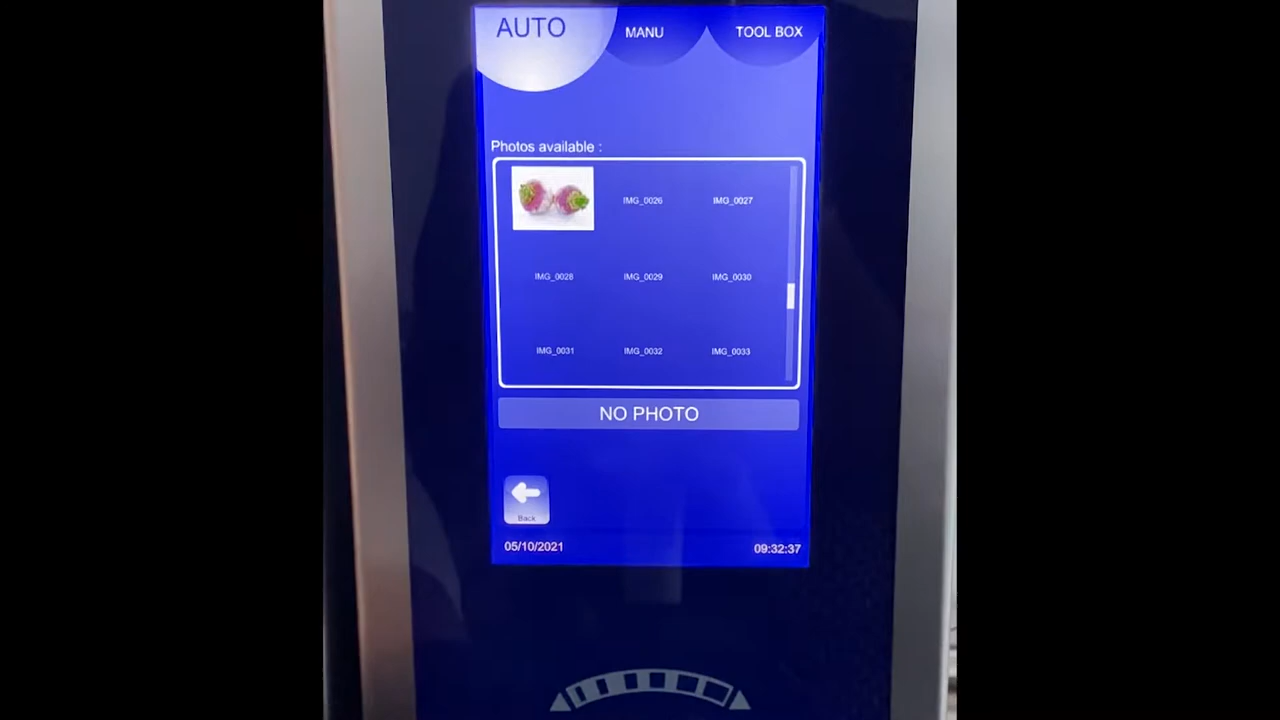 AUTO MANU TOOL BOX
Photos available :
IMG_0026 IMG_0027
IMG_0028 IMG_0029 IMG_0030
IMG_0031 IMG_0032 IMG_0033
NO PHOTO
Back
05/10/2021 09:32:37